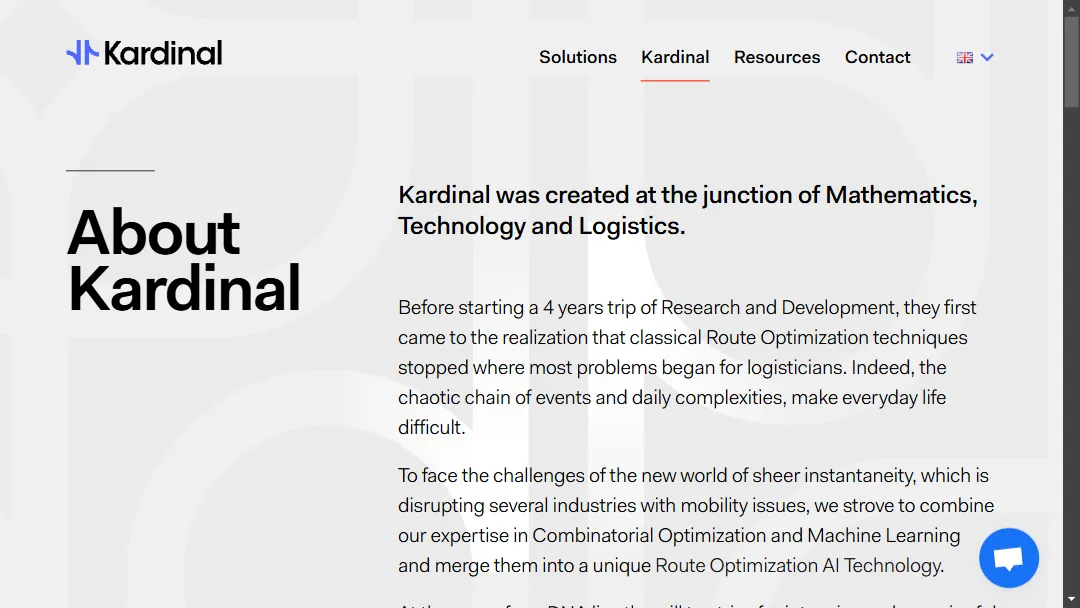 Kardinal
Solutions
Kardinal
Resources
Contact
About
Kardinal
Kardinal was created at the junction of Mathematics,
Technology and Logistics.
Before starting a 4 years trip of Research and Development, they first
came to the realization that classical Route Optimization techniques
stopped where most problems began for logisticians. Indeed, the
chaotic chain of events and daily complexities, make everyday life
difficult.
To face the challenges of the new world of sheer instantaneity, which is
disrupting several industries with mobility issues, we strove to combine
our expertise in Combinatorial Optimization and Machine Learning
and merge them into a unique Route Optimization AI Technology.